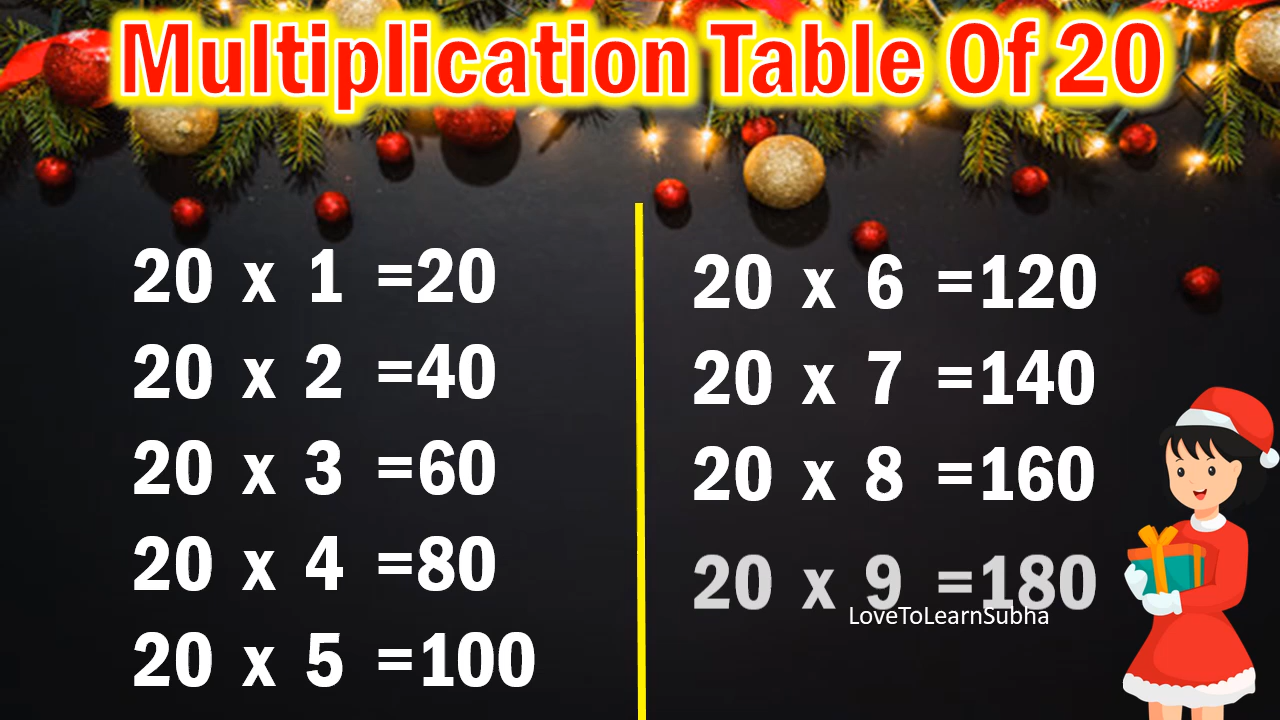 Multiplication Table Of 20
20 x 1 =20
20 x 2 =40
20 x 3 =60
20 x 4 =80
20 x 5 =100
20 x 6 =120
20 x 7 =140
20 x 8 =160
20 x 9 =180
LoveToLearnSubha